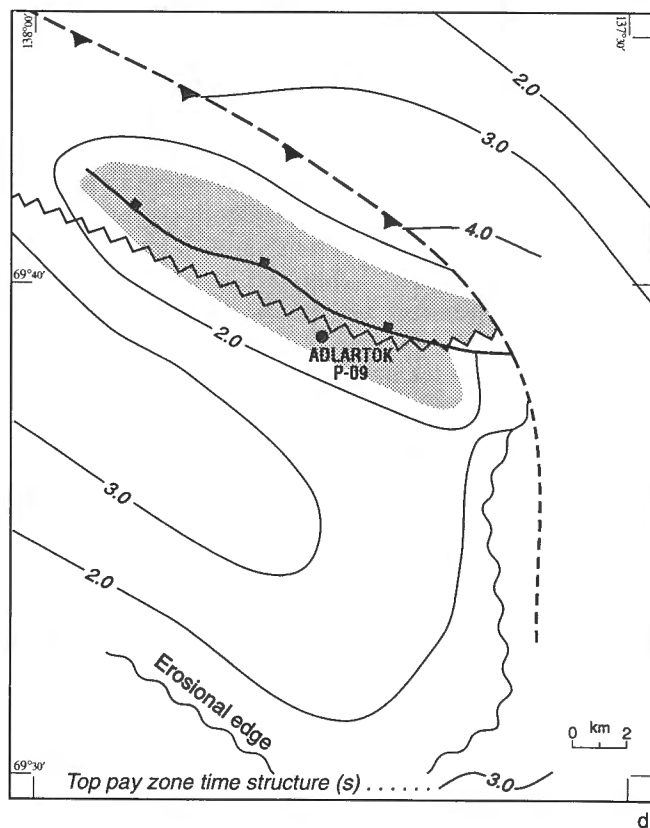 138°00′
137°30′
2.0
3.0
4.0
69°40′
2.0
ADLARTOK
P-09
3.0
2.0
Erosional edge
0 km 2
69°30′
Top pay zone time structure (s) ...... 3.0
d